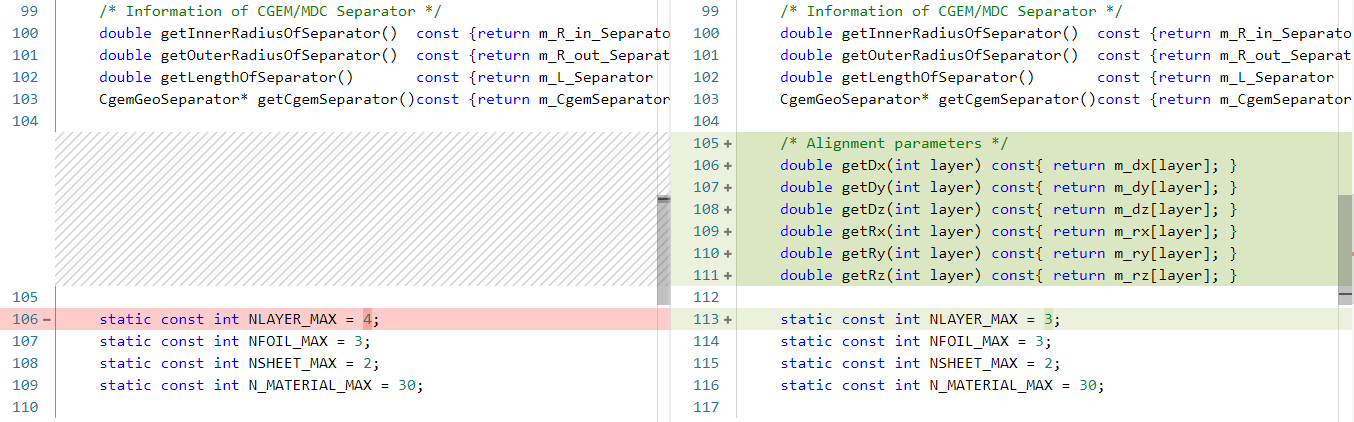 99 /* Information of CGEM/MDC Separator */
100 double getInnerRadiusOfSeparator() const {return m_R_in_Separato
101 double getOuterRadiusOfSeparator() const {return m_R_out_Separat
102 double getLengthOfSeparator() const {return m_L_Separator
103 CgemGeoSeparator* getCgemSeparator()const {return m_CgemSeparator
104
105
106 − static const int NLAYER_MAX = 4;
107 static const int NFOIL_MAX = 3;
108 static const int NSHEET_MAX = 2;
109 static const int N_MATERIAL_MAX = 30;
110
99 /* Information of CGEM/MDC Separator */
100 double getInnerRadiusOfSeparator() const {return m_R_in_Separato
101 double getOuterRadiusOfSeparator() const {return m_R_out_Separat
102 double getLengthOfSeparator() const {return m_L_Separator
103 CgemGeoSeparator* getCgemSeparator()const {return m_CgemSeparator
104
105 + /* Alignment parameters */
106 + double getDx(int layer) const{ return m_dx[layer]; }
107 + double getDy(int layer) const{ return m_dy[layer]; }
108 + double getDz(int layer) const{ return m_dz[layer]; }
109 + double getRx(int layer) const{ return m_rx[layer]; }
110 + double getRy(int layer) const{ return m_ry[layer]; }
111 + double getRz(int layer) const{ return m_rz[layer]; }
112
113 + static const int NLAYER_MAX = 3;
114 static const int NFOIL_MAX = 3;
115 static const int NSHEET_MAX = 2;
116 static const int N_MATERIAL_MAX = 30;
117